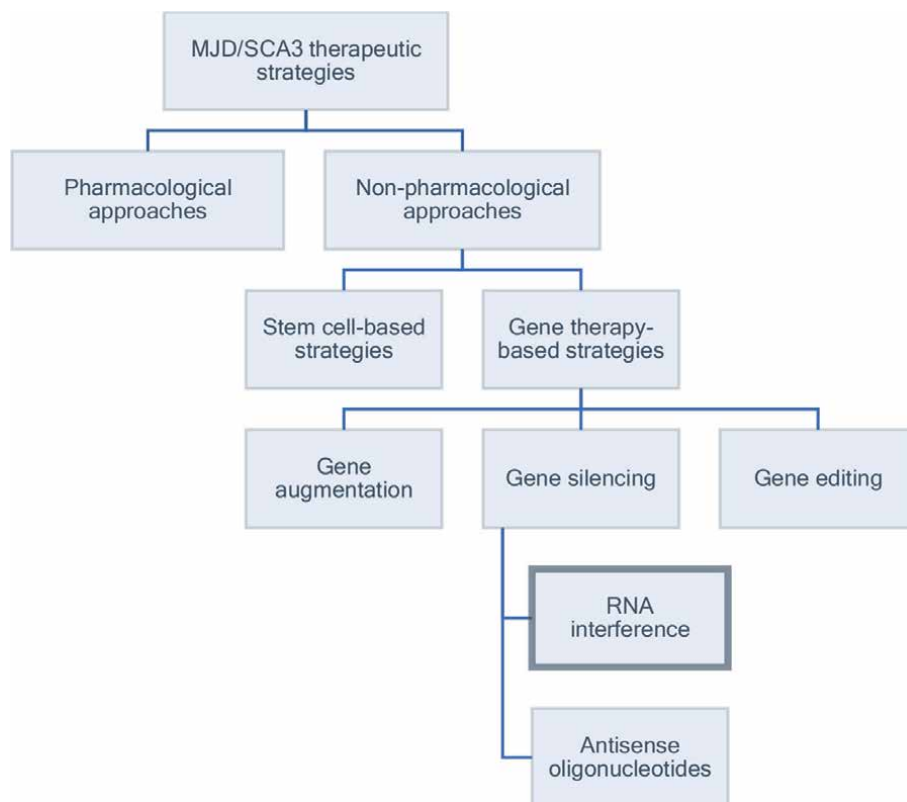 MJD/SCA3 therapeutic
strategies
Pharmacological
approaches
Non-pharmacological
approaches
Stem cell-based
strategies
Gene therapy-
based strategies
Gene
augmentation
Gene silencing
Gene editing
RNA
interference
Antisense
oligonucleotides